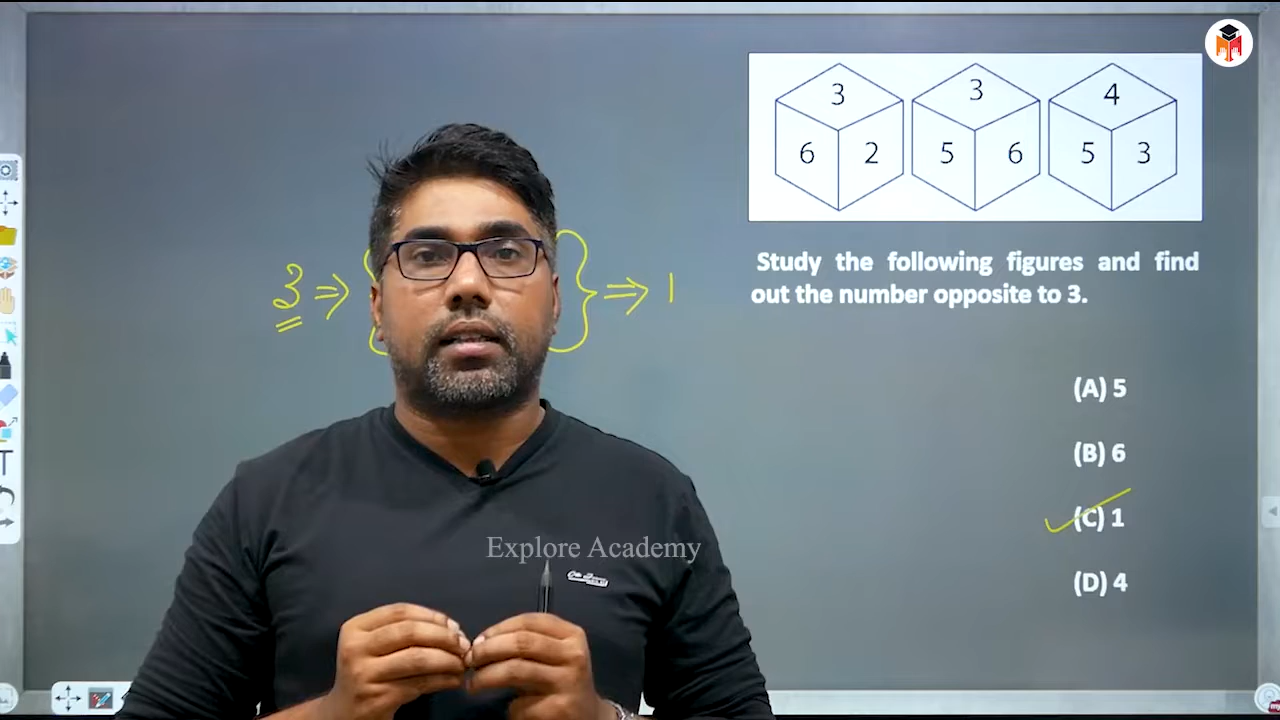 3 3 4
6 2 5 6 5 3
Study the following figures and find
out the number opposite to 3.
3 ⇒ { } ⇒ 1
(A) 5
(B) 6
(C) 1
(D) 4
Explore Academy